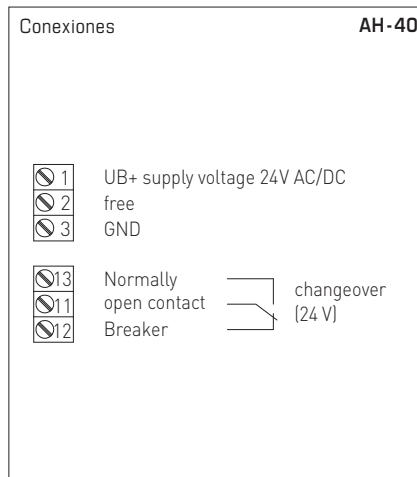 Conexiones AH-40
1 UB+ supply voltage 24V AC/DC
2 free
3 GND
13 Normally
11 open contact
12 Breaker
changeover
(24 V)